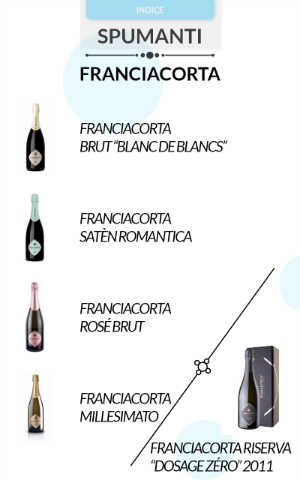 INDICE
SPUMANTI
FRANCIACORTA
FRANCIACORTA
BRUT "BLANC DE BLANCS"
FRANCIACORTA
SATÈN ROMANTICA
FRANCIACORTA
ROSÉ BRUT
FRANCIACORTA
MILLESIMATO
FRANCIACORTA RISERVA
"DOSAGE ZÉRO" 2011